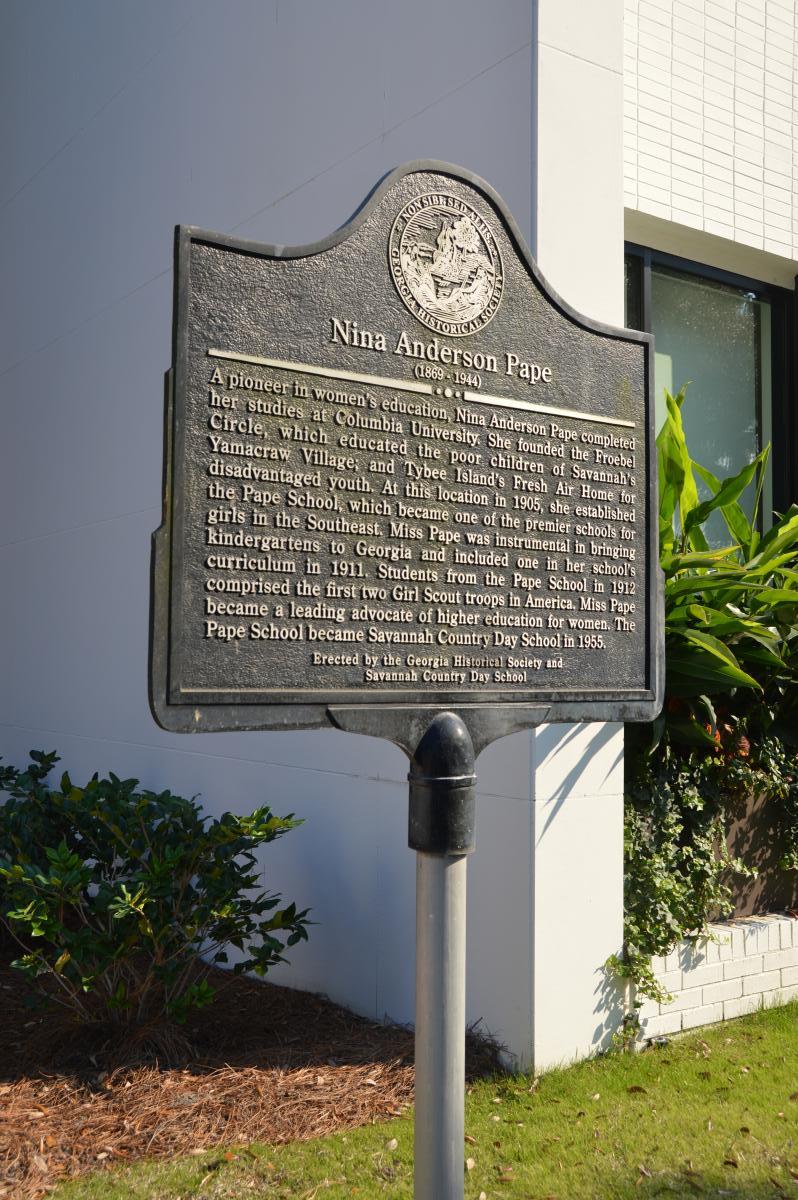 NON SIBI SED ALIIS
GEORGIA HISTORICAL SOCIETY
Nina Anderson Pape
(1869 - 1944)
A pioneer in women's education, Nina Anderson Pape completed
her studies at Columbia University. She founded the Froebel
Circle, which educated the poor children of Savannah's
Yamacraw Village; and Tybee Island's Fresh Air Home for
disadvantaged youth. At this location in 1905, she established
the Pape School, which became one of the premier schools for
girls in the Southeast. Miss Pape was instrumental in bringing
kindergartens to Georgia and included one in her school's
curriculum in 1911. Students from the Pape School in 1912
comprised the first two Girl Scout troops in America. Miss Pape
became a leading advocate of higher education for women. The
Pape School became Savannah Country Day School in 1955.
Erected by the Georgia Historical Society and
Savannah Country Day School